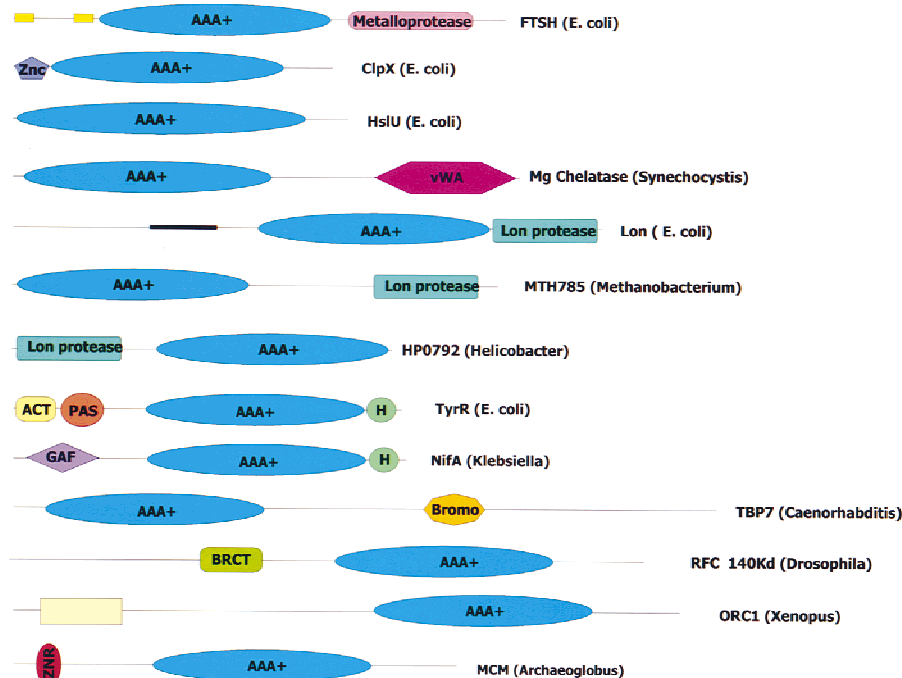 AAA+ Metalloprotease FTSH (E. coli)
Znc AAA+ ClpX (E. coli)
AAA+ HslU (E. coli)
AAA+ vWA Mg Chelatase (Synechocystis)
AAA+ Lon protease Lon ( E. coli)
AAA+ Lon protease MTH785 (Methanobacterium)
Lon protease AAA+ HP0792 (Helicobacter)
ACT PAS AAA+ H TyrR (E. coli)
GAF AAA+ H NifA (Klebsiella)
AAA+ Bromo TBP7 (Caenorhabditis)
BRCT AAA+ RFC 140Kd (Drosophila)
AAA+ ORC1 (Xenopus)
ZNR AAA+ MCM (Archaeoglobus)